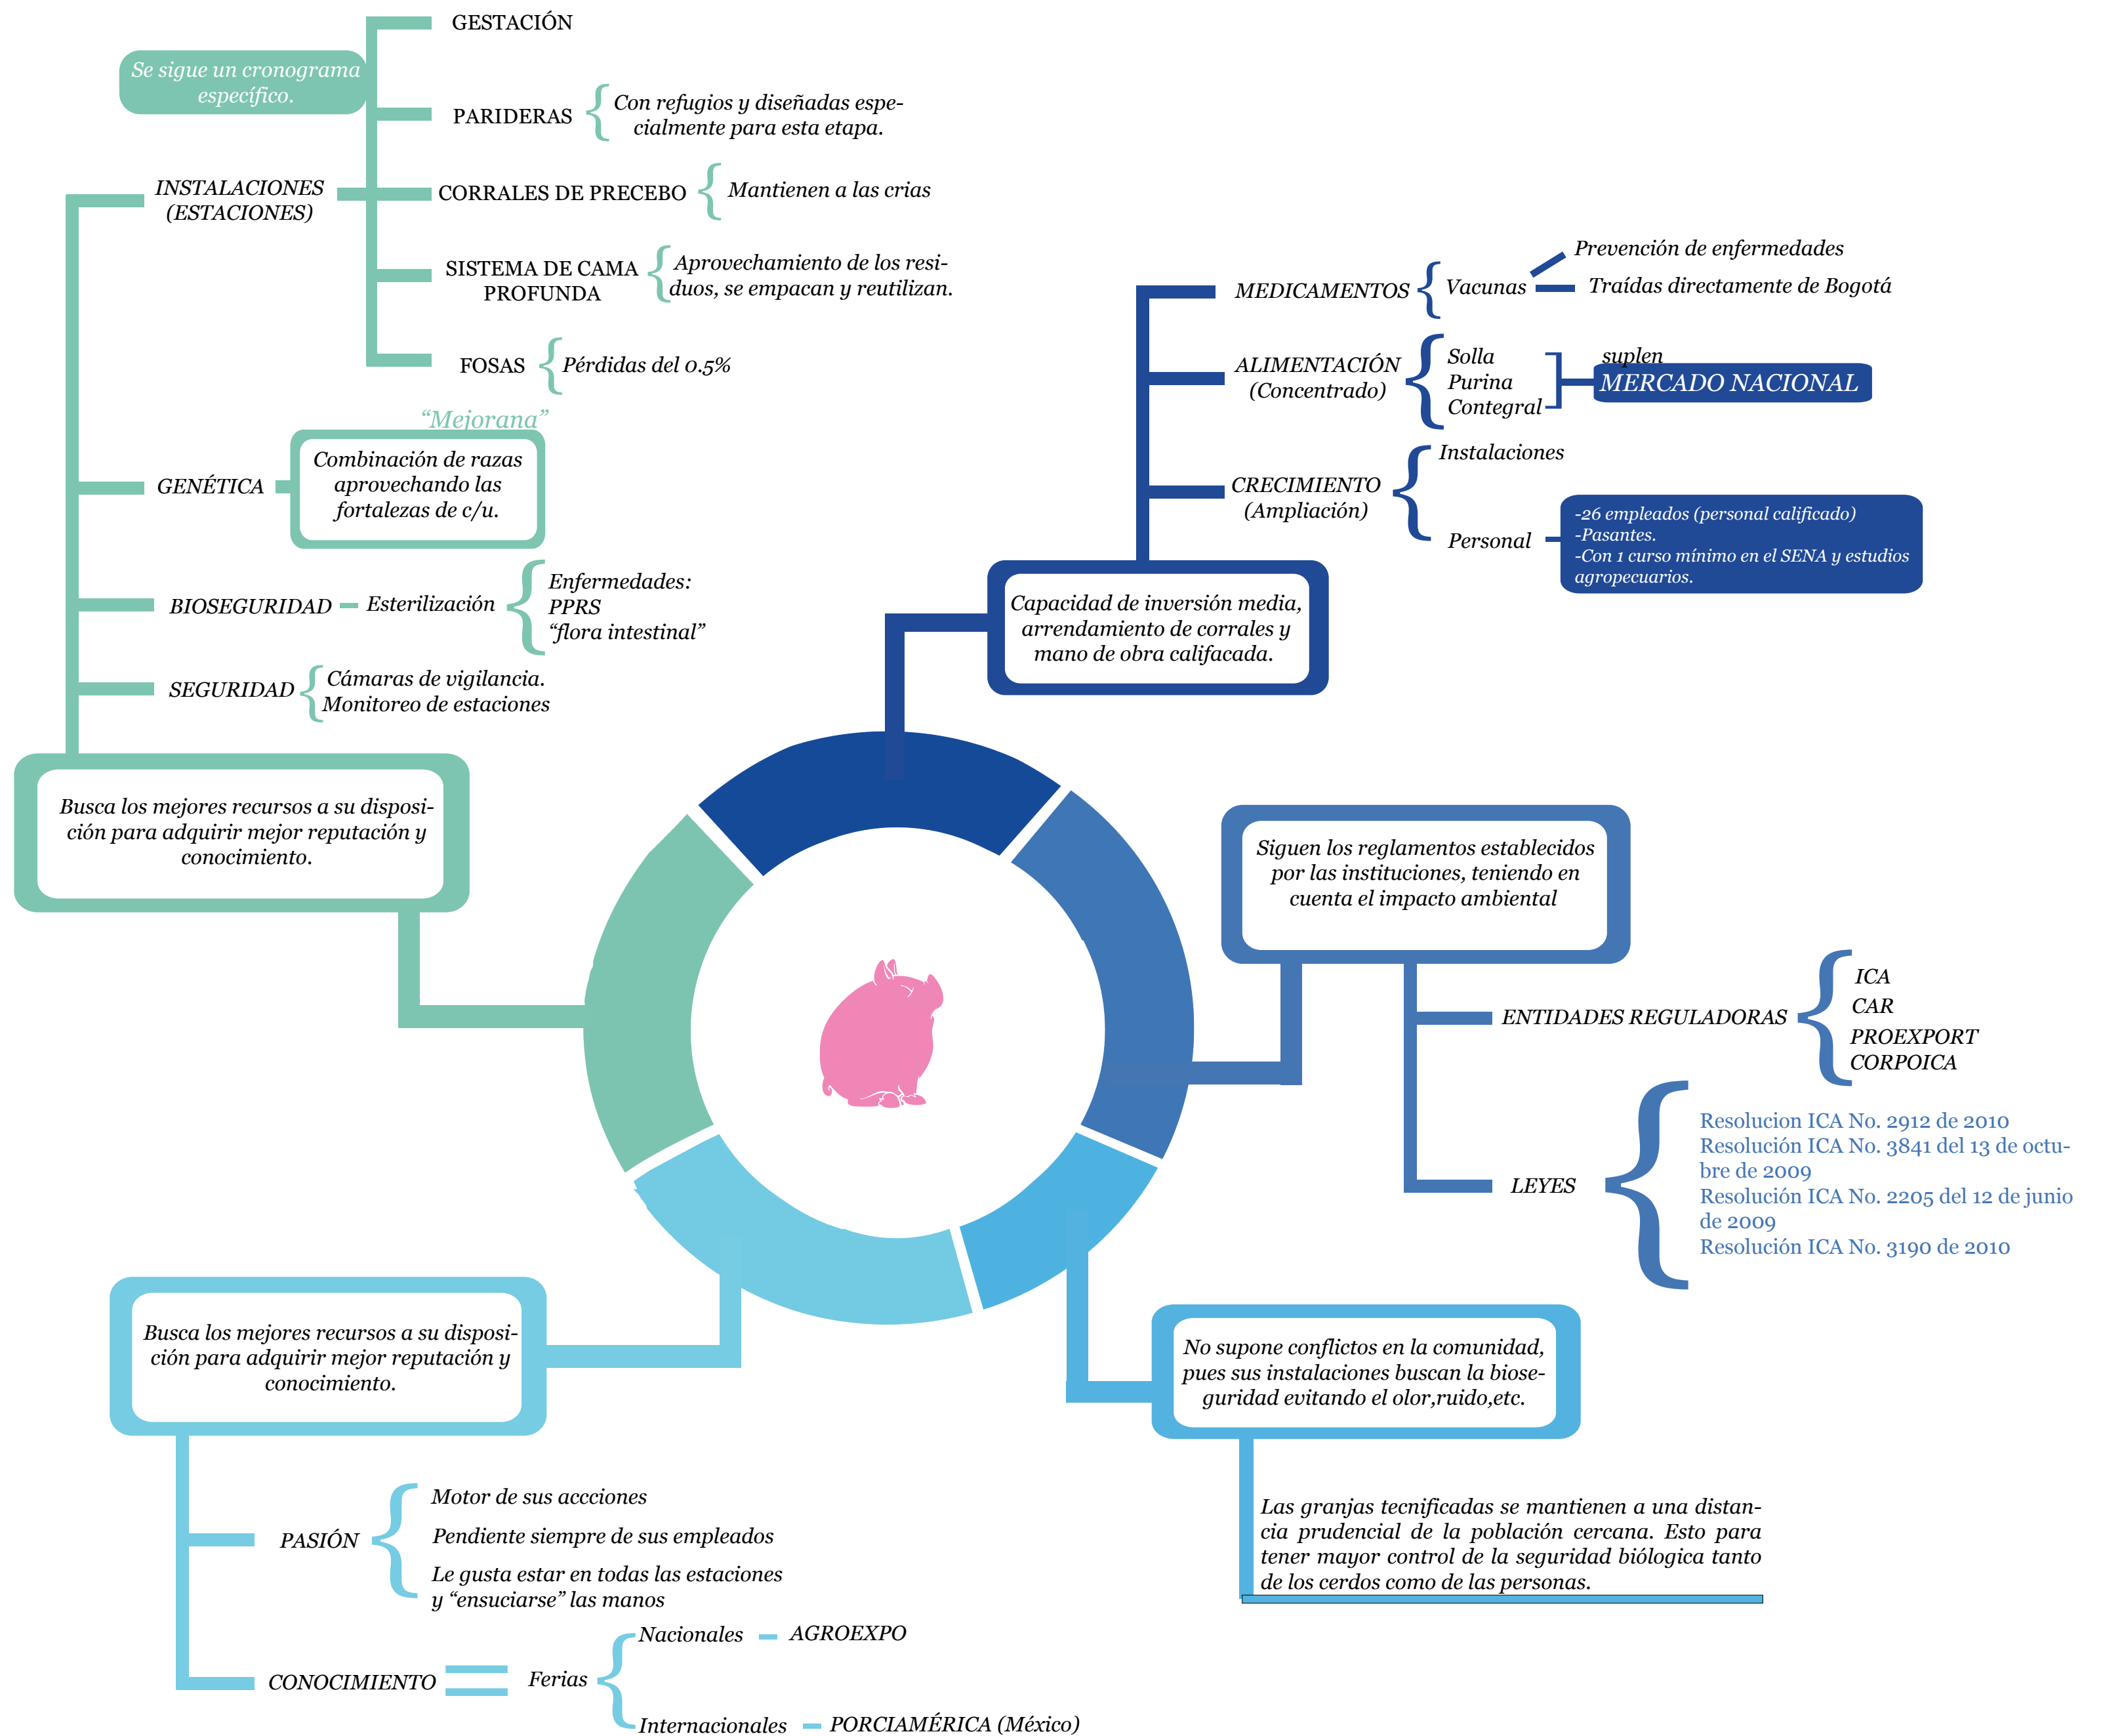 GESTACIÓN
Se sigue un cronograma
específico.
PARIDERAS
Con refugios y diseñadas espe-
cialmente para esta etapa.
INSTALACIONES
(ESTACIONES)
CORRALES DE PRECEBO
Mantienen a las crias
SISTEMA DE CAMA
PROFUNDA
Aprovechamiento de los resi-
duos, se empacan y reutilizan.
FOSAS
Pérdidas del 0.5%
“Mejorana”
GENÉTICA
Combinación de razas
aprovechando las
fortalezas de c/u.
BIOSEGURIDAD
Esterilización
Enfermedades:
PPRS
“flora intestinal”
SEGURIDAD
Cámaras de vigilancia.
Monitoreo de estaciones
Busca los mejores recursos a su disposi-
ción para adquirir mejor reputación y
conocimiento.
MEDICAMENTOS
Vacunas
Prevención de enfermedades
Traídas directamente de Bogotá
ALIMENTACIÓN
(Concentrado)
Solla
Purina
Contegral
suplen
MERCADO NACIONAL
CRECIMIENTO
(Ampliación)
Instalaciones
Personal
-26 empleados (personal calificado)
-Pasantes.
-Con 1 curso mínimo en el SENA y estudios
agropecuarios.
Capacidad de inversión media,
arrendamiento de corrales y
mano de obra califacada.
Siguen los reglamentos establecidos
por las instituciones, teniendo en
cuenta el impacto ambiental
ENTIDADES REGULADORAS
ICA
CAR
PROEXPORT
CORPOICA
LEYES
Resolucion ICA No. 2912 de 2010
Resolución ICA No. 3841 del 13 de octu-
bre de 2009
Resolución ICA No. 2205 del 12 de junio
de 2009
Resolución ICA No. 3190 de 2010
No supone conflictos en la comunidad,
pues sus instalaciones buscan la biose-
guridad evitando el olor,ruido,etc.
Las granjas tecnificadas se mantienen a una distan-
cia prudencial de la población cercana. Esto para
tener mayor control de la seguridad biólogica tanto
de los cerdos como de las personas.
Busca los mejores recursos a su disposi-
ción para adquirir mejor reputación y
conocimiento.
PASIÓN
Motor de sus accciones
Pendiente siempre de sus empleados
Le gusta estar en todas las estaciones
y “ensuciarse” las manos
CONOCIMIENTO
Ferias
Nacionales
AGROEXPO
Internacionales
PORCIAMÉRICA (México)